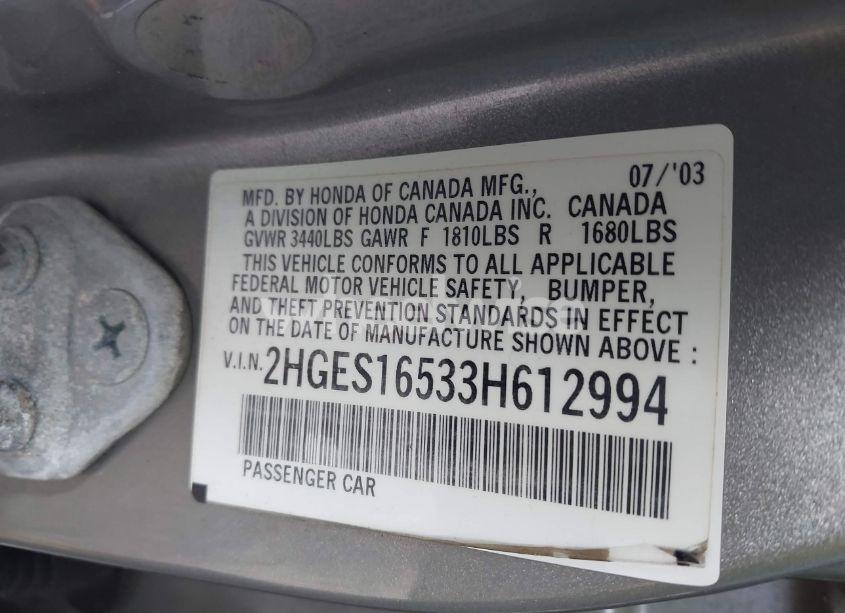 07/'03
MFD. BY HONDA OF CANADA MFG.,
A DIVISION OF HONDA CANADA INC. CANADA
GVWR 3440LBS GAWR F 1810LBS R 1680LBS
THIS VEHICLE CONFORMS TO ALL APPLICABLE
FEDERAL MOTOR VEHICLE SAFETY, BUMPER,
AND THEFT PREVENTION STANDARDS IN EFFECT
ON THE DATE OF MANUFACTURE SHOWN ABOVE :
V.I.N. 2HGES16533H612994
PASSENGER CAR